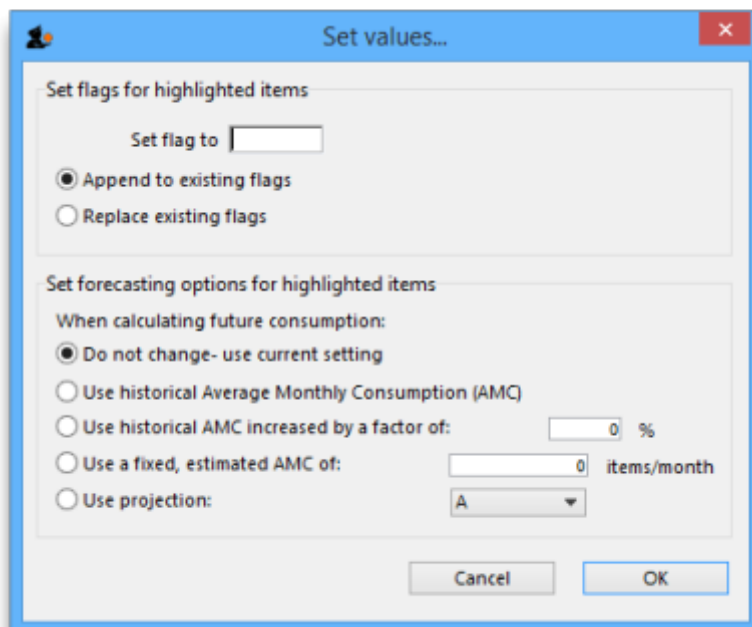 Set values...
Set flags for highlighted items
Set flag to
Append to existing flags
Replace existing flags
Set forecasting options for highlighted items
When calculating future consumption:
Do not change- use current setting
Use historical Average Monthly Consumption (AMC)
Use historical AMC increased by a factor of: 0 %
Use a fixed, estimated AMC of: 0 items/month
Use projection: A
Cancel OK